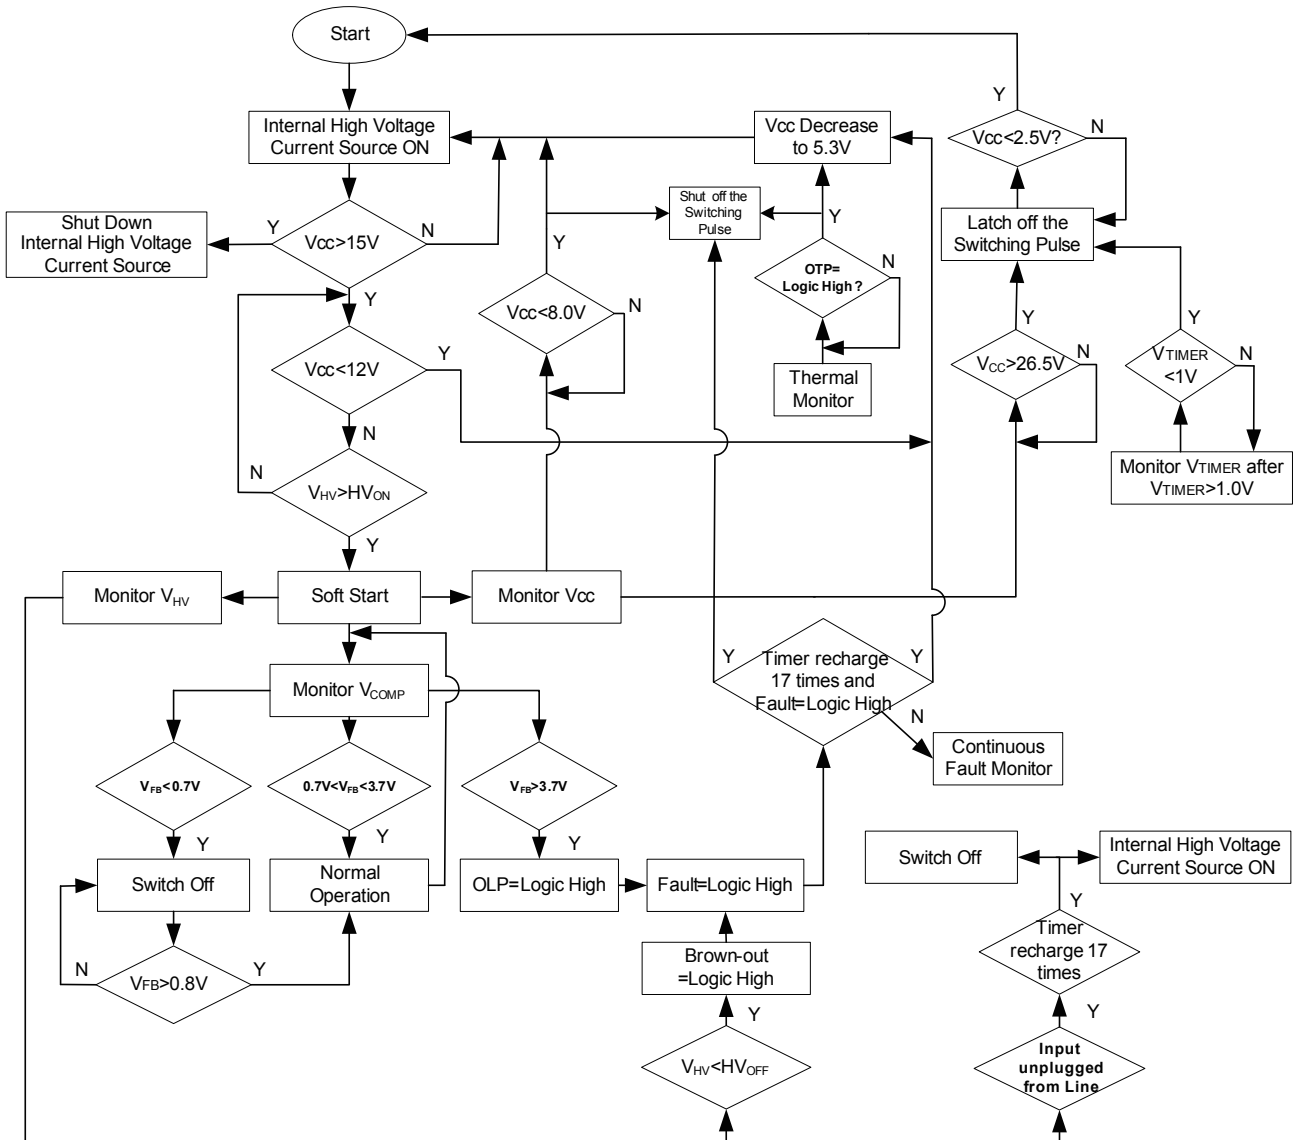 Start
Y
Internal High Voltage
Current Source ON
Vcc Decrease
to 5.3V
Vcc<2.5V?
N
Shut Down
Internal High Voltage
Current Source
Y
Vcc>15V
N
Shut off the
Switching
Pulse
Y
Latch off the
Switching Pulse
Y
Y
OTP=
Logic High ?
N
Vcc<8.0V
N
Y
Y
Vcc<12V
Y
Thermal
Monitor
VCC>26.5V
N
VTIMER
<1V
N
N
N
VHV>HVON
Monitor VTIMER after
VTIMER>1.0V
Y
Monitor VHV
Soft Start
Monitor Vcc
Y
Timer recharge
17 times and
Fault=Logic High
Y
N
Monitor VCOMP
Continuous
Fault Monitor
VFB<0.7V
0.7V<VFB<3.7V
VFB>3.7V
Y
Y
Y
Switch Off
Normal
Operation
OLP=Logic High
Fault=Logic High
Switch Off
Internal High Voltage
Current Source ON
Y
N
VFB>0.8V
Y
Brown-out
=Logic High
Timer
recharge 17
times
Y
Y
VHV<HVOFF
Input
unplugged
from Line